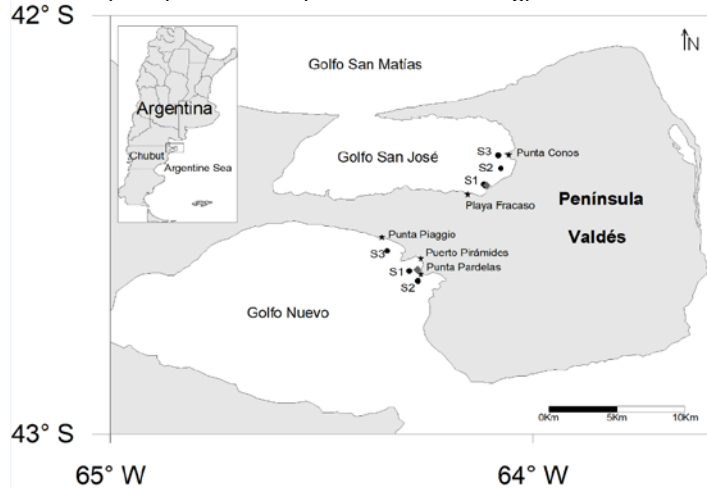 42° S
N
Golfo San Matías
Argentina
Chubut
Argentine Sea
Golfo San José
S3
Punta Conos
S2
S1
Playa Fracaso
Península
Valdés
Punta Piaggio
S3
Puerto Pirámides
S1
Punta Pardelas
S2
Golfo Nuevo
0Km
5Km
10Km
43° S
65° W
64° W